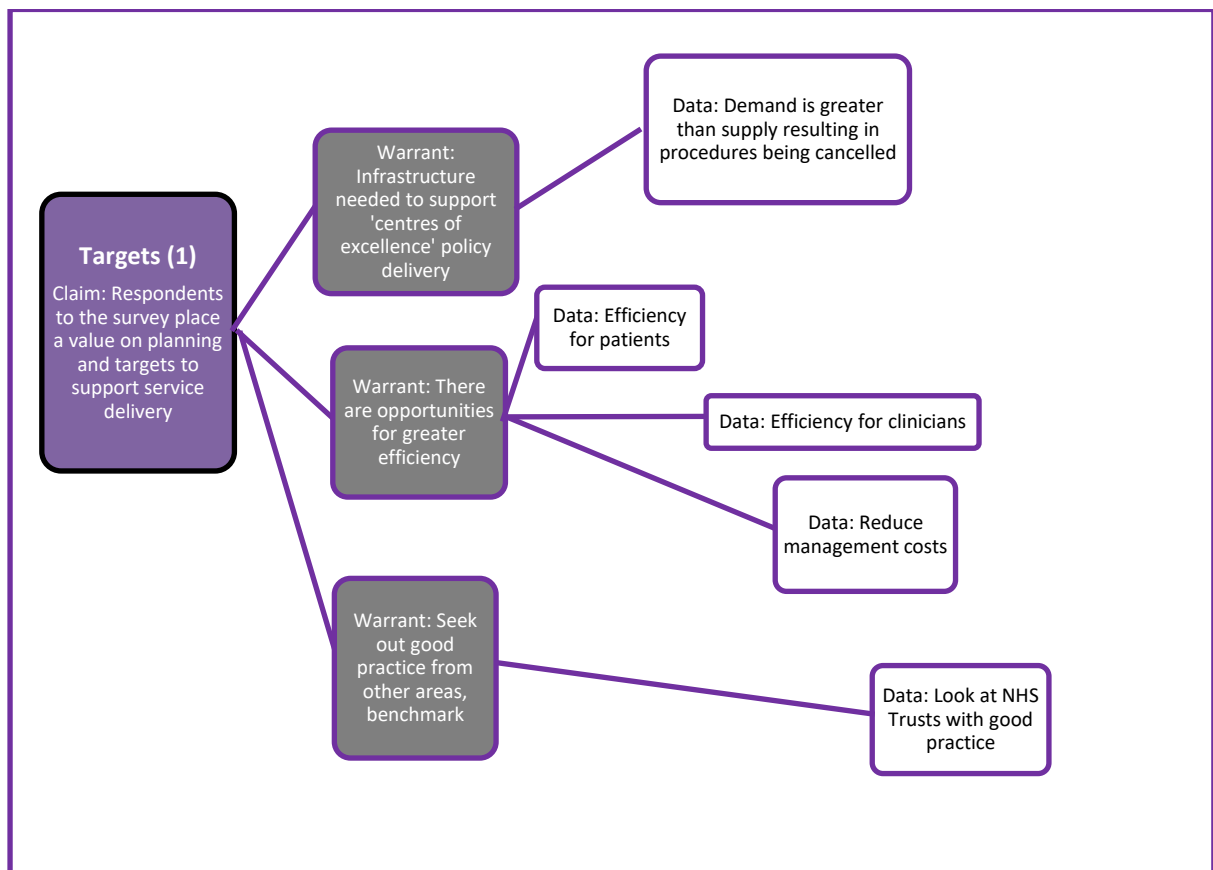 Targets (1)
Claim: Respondents
to the survey place
a value on planning
and targets to
support service
delivery
Warrant:
Infrastructure
needed to support
'centres of
excellence' policy
delivery
Data: Demand is greater
than supply resulting in
procedures being cancelled
Warrant: There
are opportunities
for greater
efficiency
Data: Efficiency
for patients
Data: Efficiency for clinicians
Data: Reduce
management costs
Warrant: Seek
out good
practice from
other areas,
benchmark
Data: Look at NHS
Trusts with good
practice